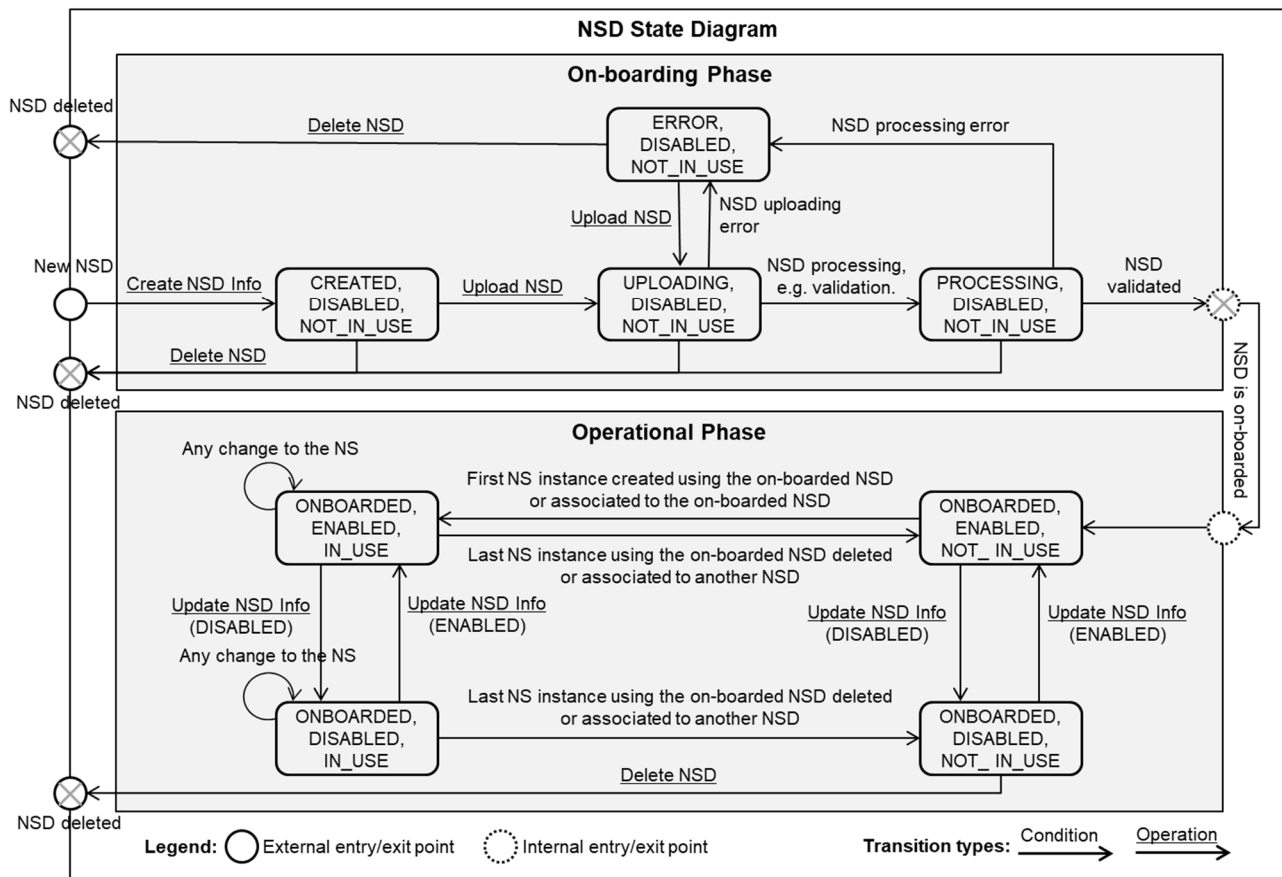 NSD State Diagram
On-boarding Phase
NSD deleted
Delete NSD
ERROR,
DISABLED,
NOT_IN_USE
NSD processing error
Upload NSD
NSD uploading
error
New NSD
Create NSD Info
CREATED,
DISABLED,
NOT_IN_USE
Upload NSD
UPLOADING,
DISABLED,
NOT_IN_USE
NSD processing,
e.g. validation.
PROCESSING,
DISABLED,
NOT_IN_USE
NSD
validated
Delete NSD
NSD deleted
NSD is on-boarded
Operational Phase
Any change to the NS
ONBOARDED,
ENABLED,
IN_USE
First NS instance created using the on-boarded NSD
or associated to the on-boarded NSD
Last NS instance using the on-boarded NSD deleted
or associated to another NSD
ONBOARDED,
ENABLED,
NOT_ IN_USE
Update NSD Info
(DISABLED)
Update NSD Info
(ENABLED)
Update NSD Info
(DISABLED)
Update NSD Info
(ENABLED)
Any change to the NS
ONBOARDED,
DISABLED,
IN_USE
Last NS instance using the on-boarded NSD deleted
or associated to another NSD
ONBOARDED,
DISABLED,
NOT_ IN_USE
Delete NSD
NSD deleted
Legend:
External entry/exit point
Internal entry/exit point
Transition types:
Condition
Operation